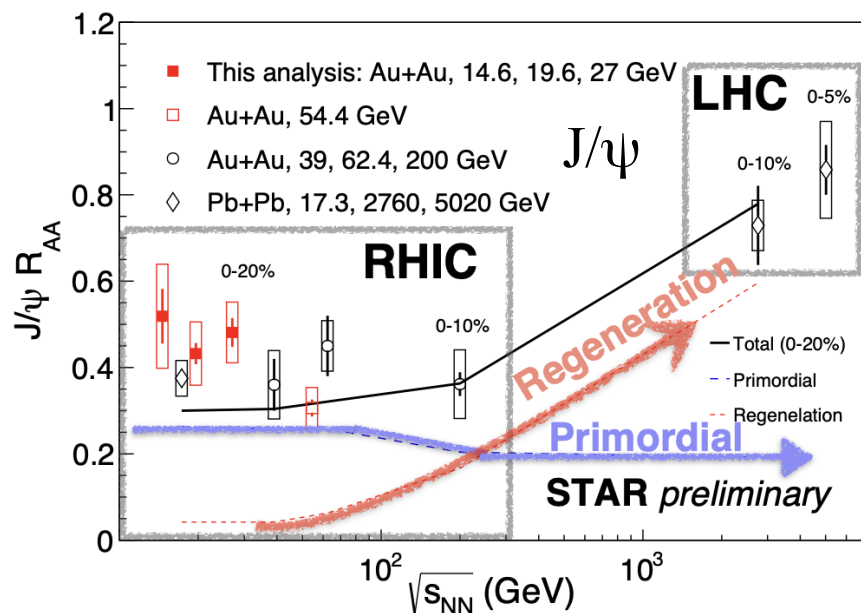 1.2
1
0.8
0.6
0.4
0.2
0
J/ψ R_AA
This analysis: Au+Au, 14.6, 19.6, 27 GeV
Au+Au, 54.4 GeV
Au+Au, 39, 62.4, 200 GeV
Pb+Pb, 17.3, 2760, 5020 GeV
J/ψ
LHC
0-5%
0-10%
RHIC
0-20%
0-10%
Regeneration
Total (0-20%)
Primordial
Regenelation
Primordial
STAR preliminary
10² 10³
√s_NN (GeV)